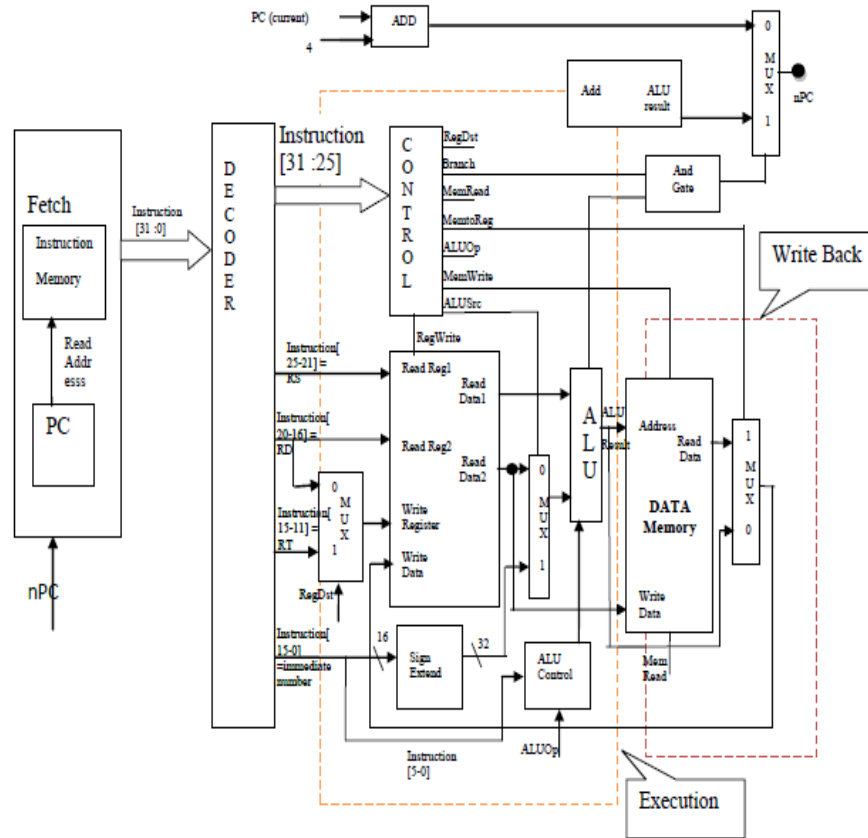 PC (current)
4
ADD
0
M
U
X
1
nPC
Add
ALU
result
Instruction
[31 :25]
D
E
C
O
D
E
R
C
O
N
T
R
O
L
RegDst
Branch
MemRead
MemtoReg
ALUOp
MemWrite
ALUSrc
RegWrite
And
Gate
Fetch
Instruction
Memory
Read
Addr
esss
PC
nPC
Instruction
[31 :0]
Write Back
Instruction[
25-21] =
RS
Instruction[
20-16] =
RD
Instruction[
15-11] =
RT
0
M
U
X
1
RegDst
Read Reg1
Read
Data1
Read Reg2
Read
Data2
Write
Register
Write
Data
0
M
U
X
1
ALU
ALU
Result
Address
Read
Data
DATA
Memory
Write
Data
Mem
Read
1
M
U
X
0
Instruction[
15-0]
=immediate
number
16
Sign
Extend
32
ALU
Control
ALUOp
Instruction
[5-0]
Execution